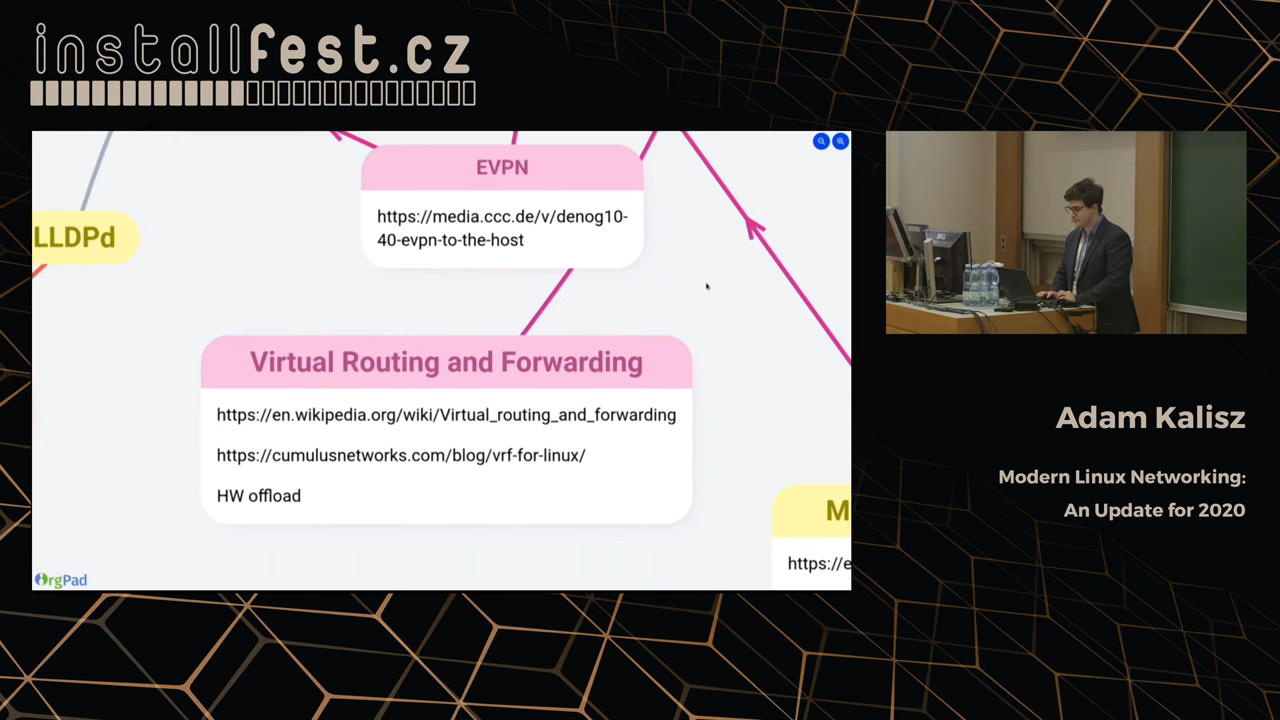 installfest.cz
EVPN
https://media.ccc.de/v/denog10-
40-evpn-to-the-host
LLDPd
Virtual Routing and Forwarding
https://en.wikipedia.org/wiki/Virtual_routing_and_forwarding
https://cumulusnetworks.com/blog/vrf-for-linux/
HW offload
M
https://e
OrgPad
Adam Kalisz
Modern Linux Networking:
An Update for 2020